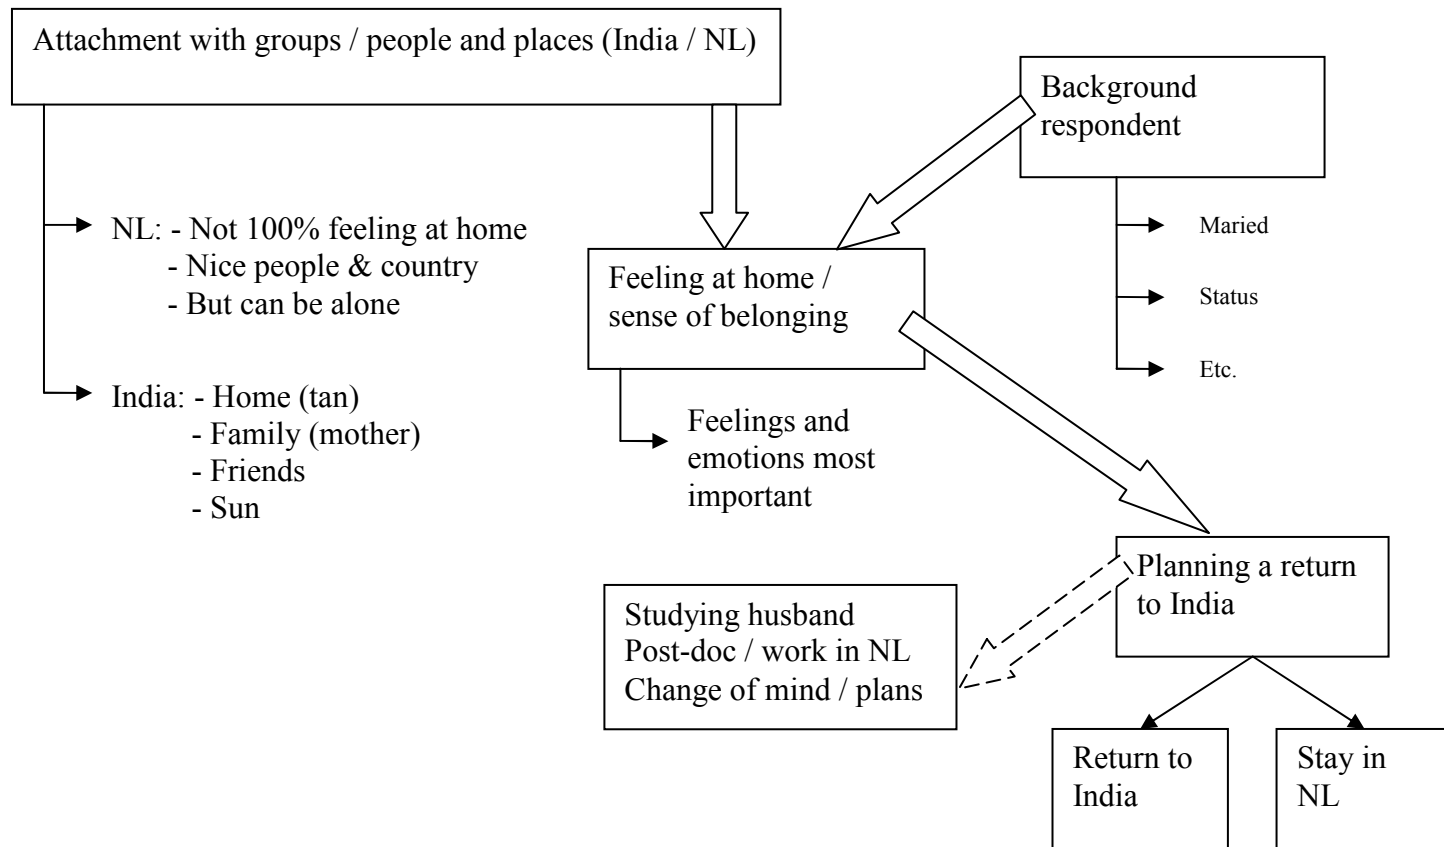 Attachment with groups / people and places (India / NL)
Background
respondent
NL: - Not 100% feeling at home
- Nice people & country
- But can be alone
Maried
Status
Etc.
Feeling at home /
sense of belonging
India: - Home (tan)
- Family (mother)
- Friends
- Sun
Feelings and
emotions most
important
Planning a return
to India
Studying husband
Post-doc / work in NL
Change of mind / plans
Return to
India
Stay in
NL